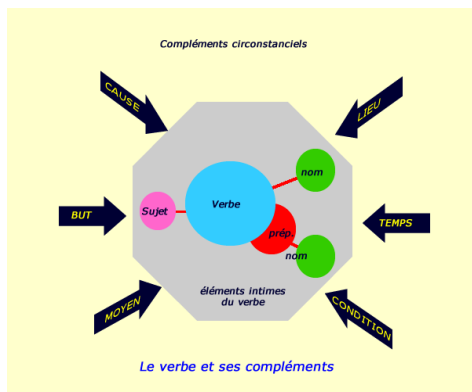 Compléments circonstanciels
CAUSE
LIEU
nom
Verbe
Sujet
BUT
TEMPS
prép.
nom
éléments intimes
du verbe
MOYEN
CONDITION
Le verbe et ses compléments